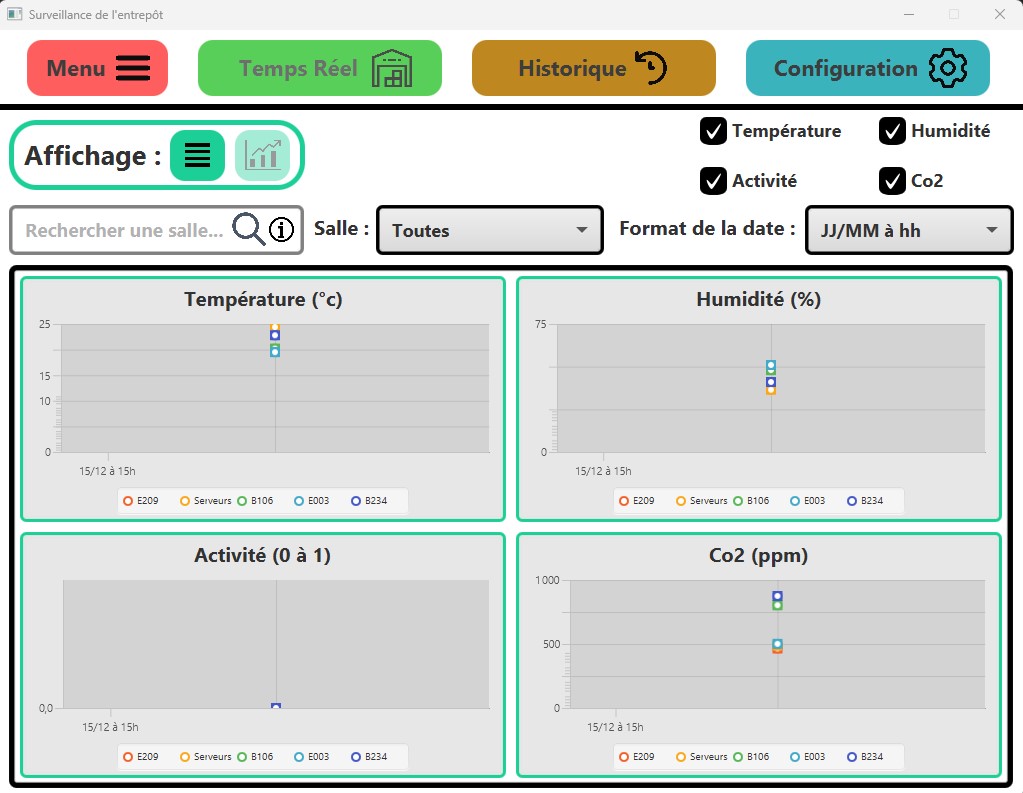 Surveillance de l'entrepôt
Menu
Temps Réel
Historique
Configuration
Affichage :
Température
Humidité
Activité
Co2
Rechercher une salle...
Salle :
Toutes
Format de la date :
JJ/MM à hh
Température (°c)
25
15
10
0
15/12 à 15h
E209 Serveurs B106 E003 B234
Humidité (%)
75
0
15/12 à 15h
E209 Serveurs B106 E003 B234
Activité (0 à 1)
0,0
15/12 à 15h
E209 Serveurs B106 E003 B234
Co2 (ppm)
1 000
500
0
15/12 à 15h
E209 Serveurs B106 E003 B234